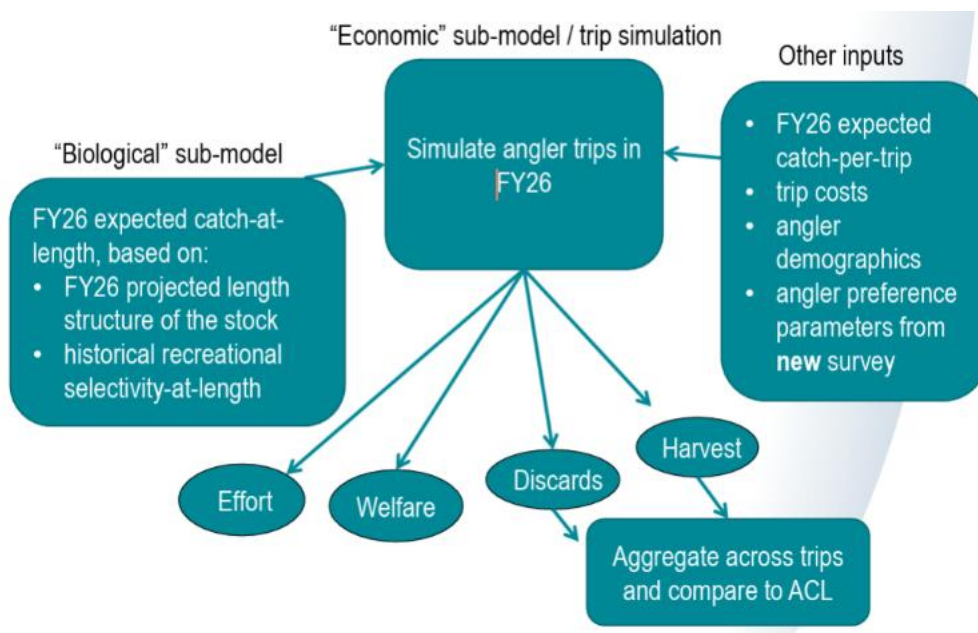 “Economic” sub-model / trip simulation
Other inputs
“Biological” sub-model
FY26 expected catch-at-
length, based on:
• FY26 projected length
structure of the stock
• historical recreational
selectivity-at-length
Simulate angler trips in
FY26
• FY26 expected
catch-per-trip
• trip costs
• angler
demographics
• angler preference
parameters from
new survey
Effort
Welfare
Discards
Harvest
Aggregate across trips
and compare to ACL